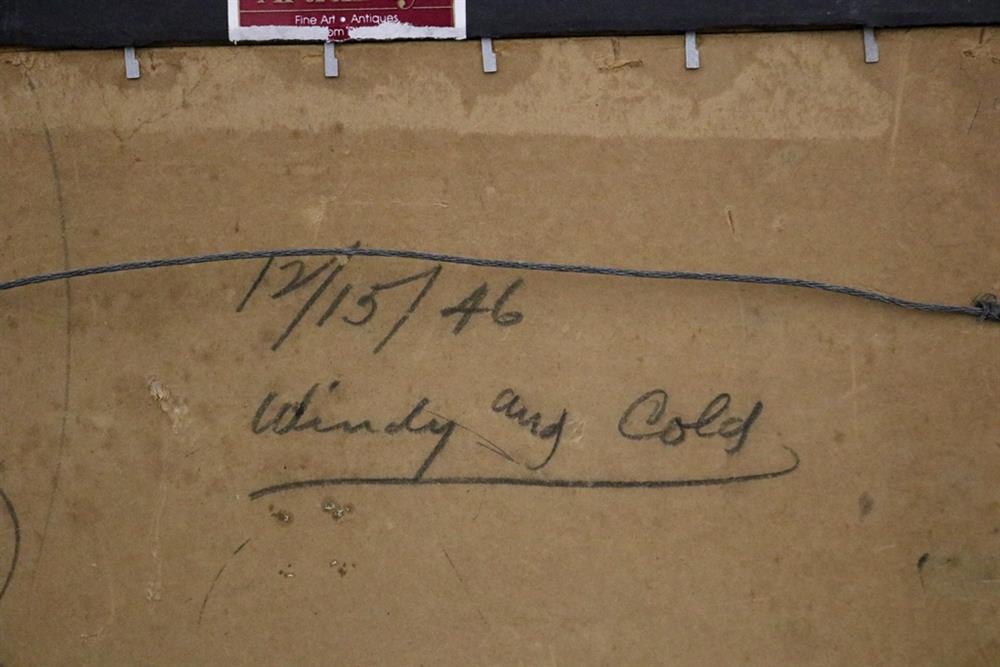 Fine Art • Antiques
12/15/46
Windy and Cold